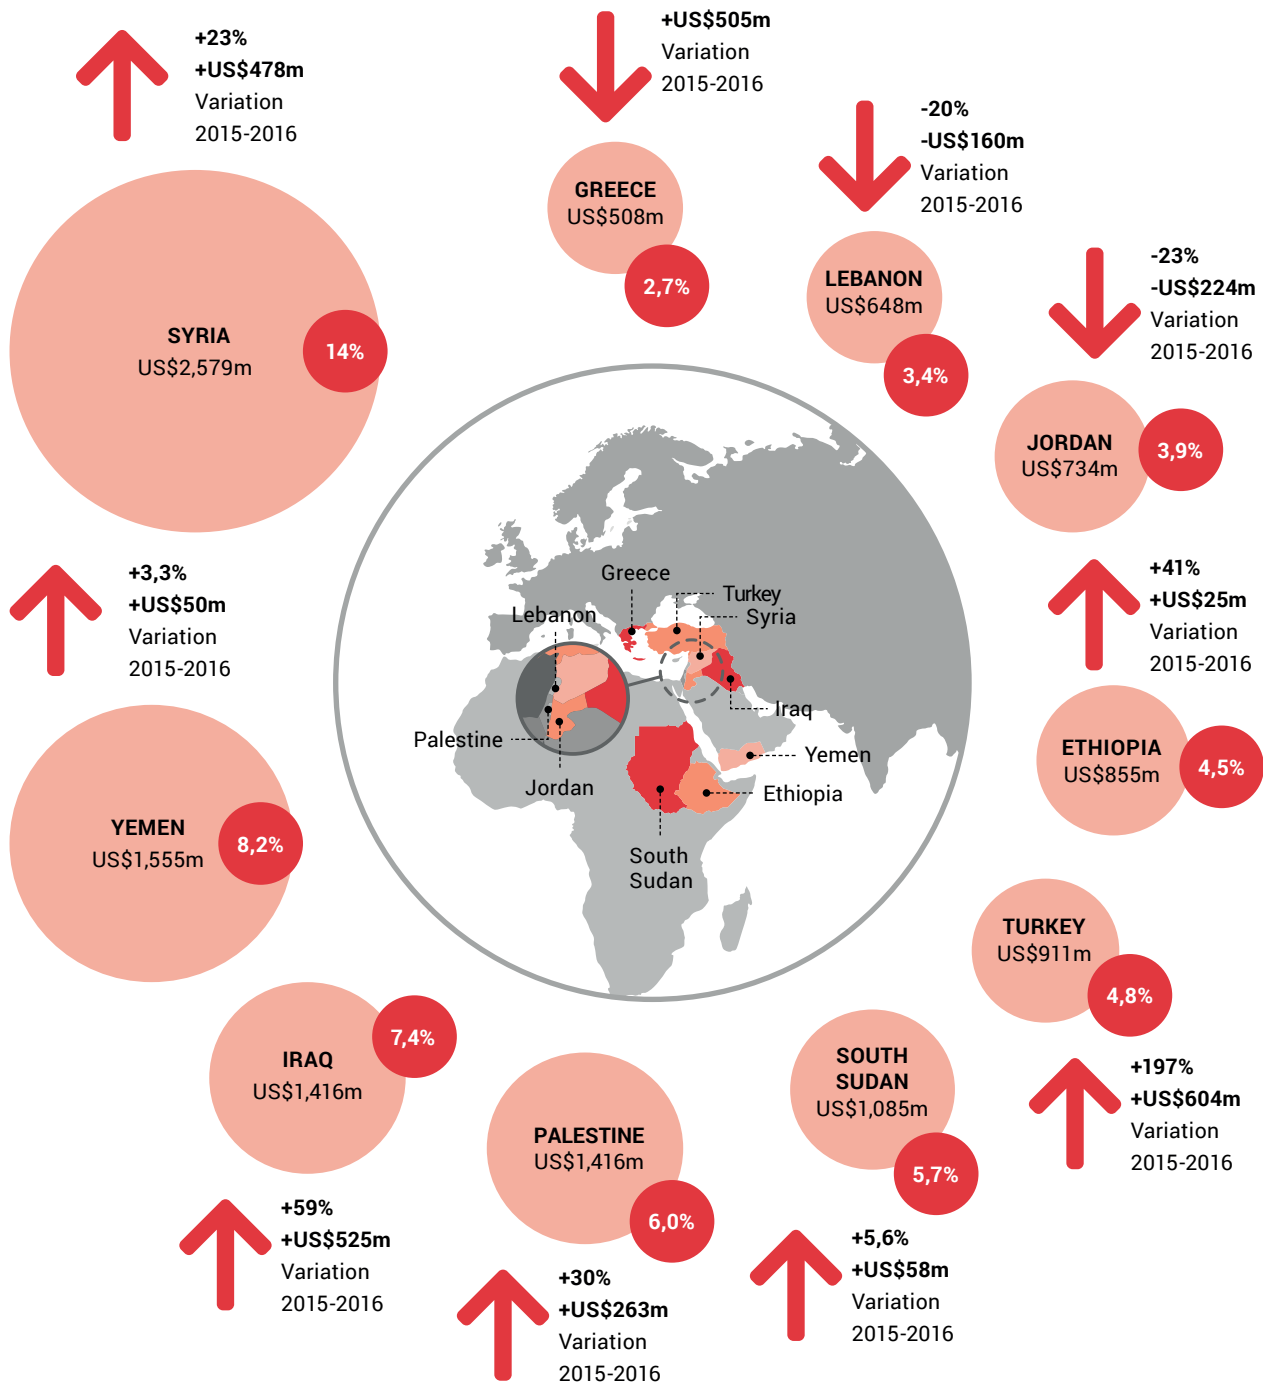 +23%
+US$478m
Variation
2015-2016
SYRIA
US$2,579m
14%
+US$505m
Variation
2015-2016
GREECE
US$508m
2,7%
-20%
-US$160m
Variation
2015-2016
LEBANON
US$648m
3,4%
-23%
-US$224m
Variation
2015-2016
JORDAN
US$734m
3,9%
+41%
+US$25m
Variation
2015-2016
ETHIOPIA
US$855m
4,5%
TURKEY
US$911m
4,8%
+197%
+US$604m
Variation
2015-2016
SOUTH
SUDAN
US$1,085m
5,7%
+5,6%
+US$58m
Variation
2015-2016
PALESTINE
US$1,416m
6,0%
+30%
+US$263m
Variation
2015-2016
IRAQ
US$1,416m
7,4%
+59%
+US$525m
Variation
2015-2016
+3,3%
+US$50m
Variation
2015-2016
YEMEN
US$1,555m
8,2%
Greece
Turkey
Lebanon
Syria
Iraq
Palestine
Yemen
Jordan
Ethiopia
South
Sudan